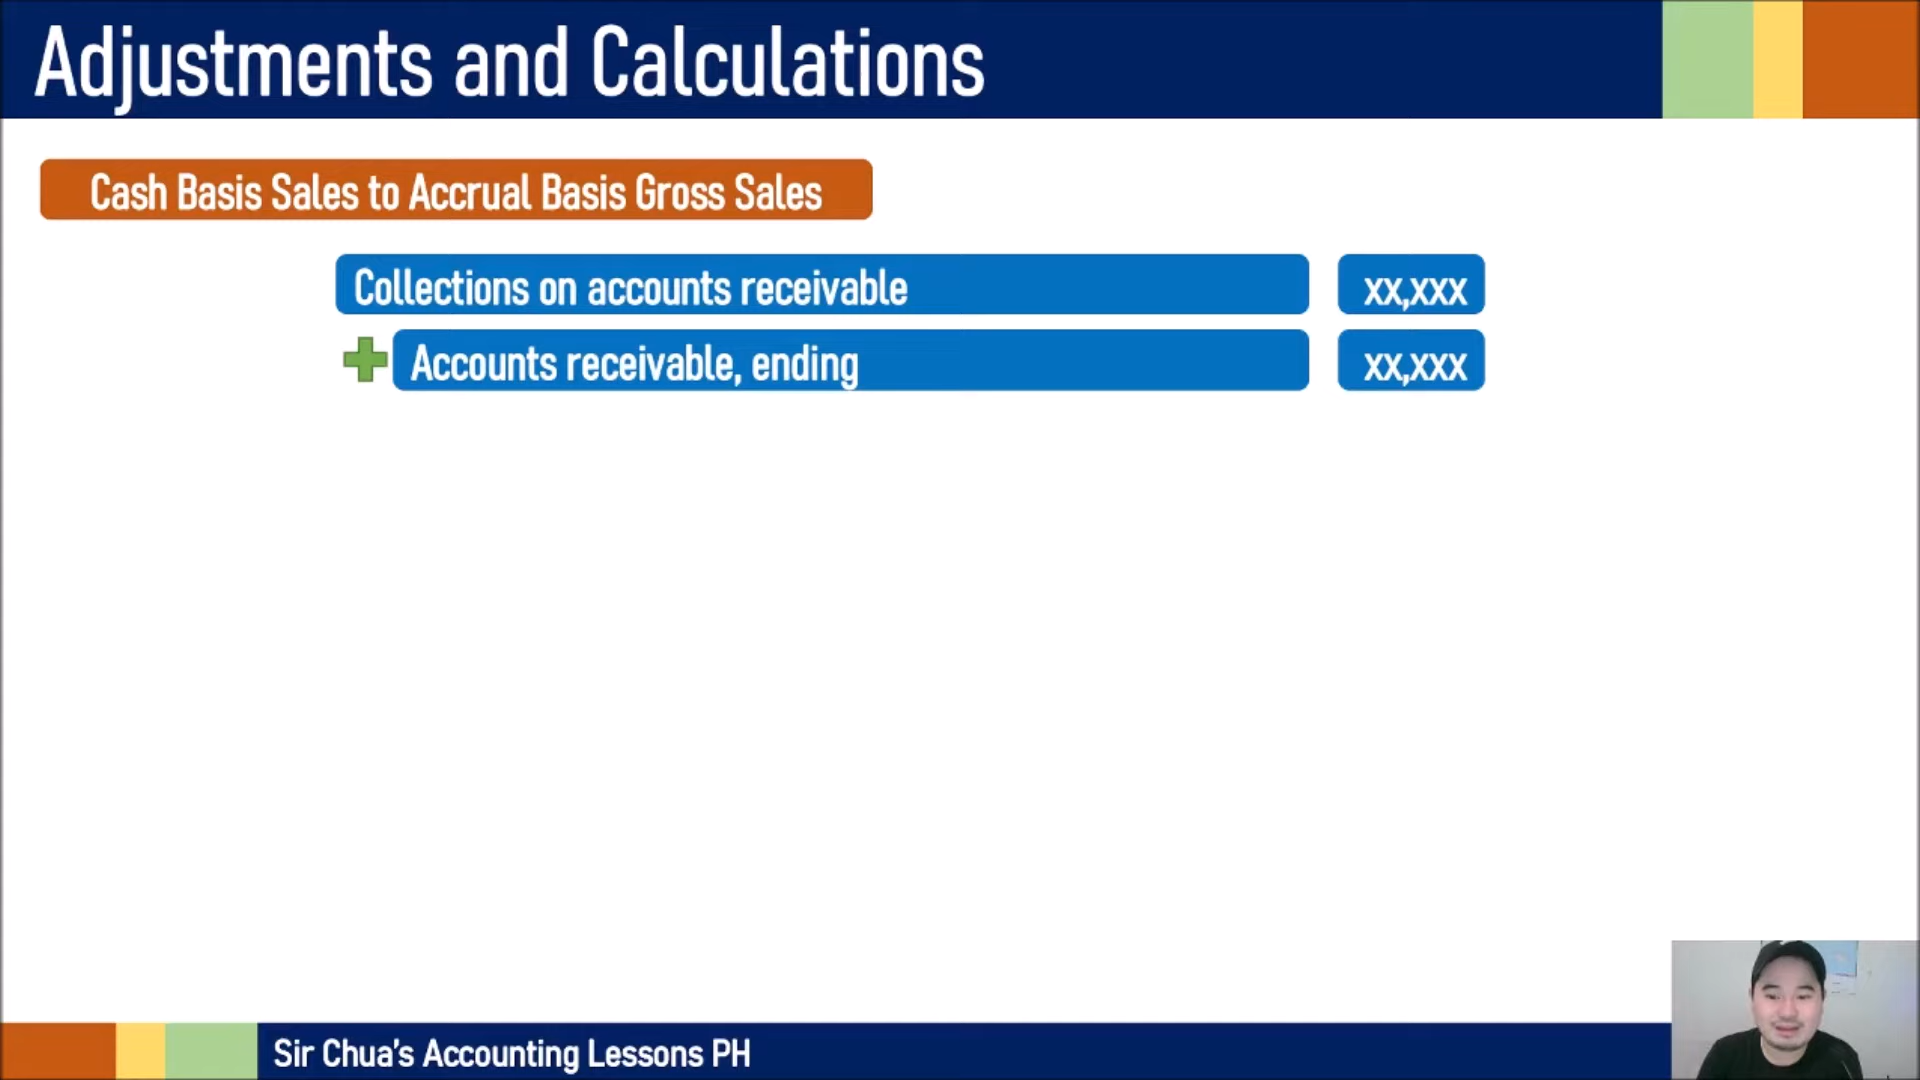 Adjustments and Calculations
Cash Basis Sales to Accrual Basis Gross Sales
Collections on accounts receivable xx,xxx
Accounts receivable, ending xx,xxx
Sir Chua's Accounting Lessons PH